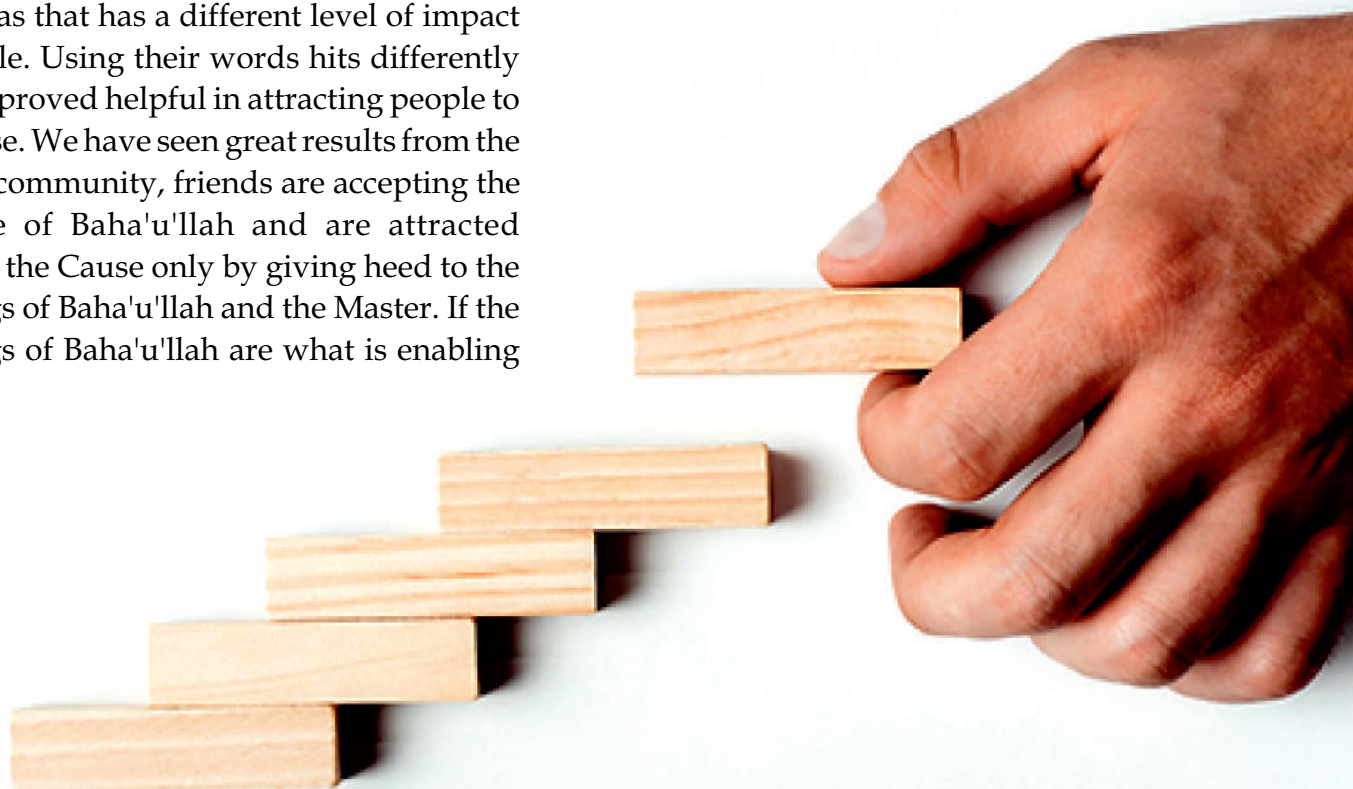 as that has a different level of impact
le. Using their words hits differently
proved helpful in attracting people to
se. We have seen great results from the
community, friends are accepting the
e of Baha'u'llah and are attracted
the Cause only by giving heed to the
gs of Baha'u'llah and the Master. If the
gs of Baha'u'llah are what is enabling